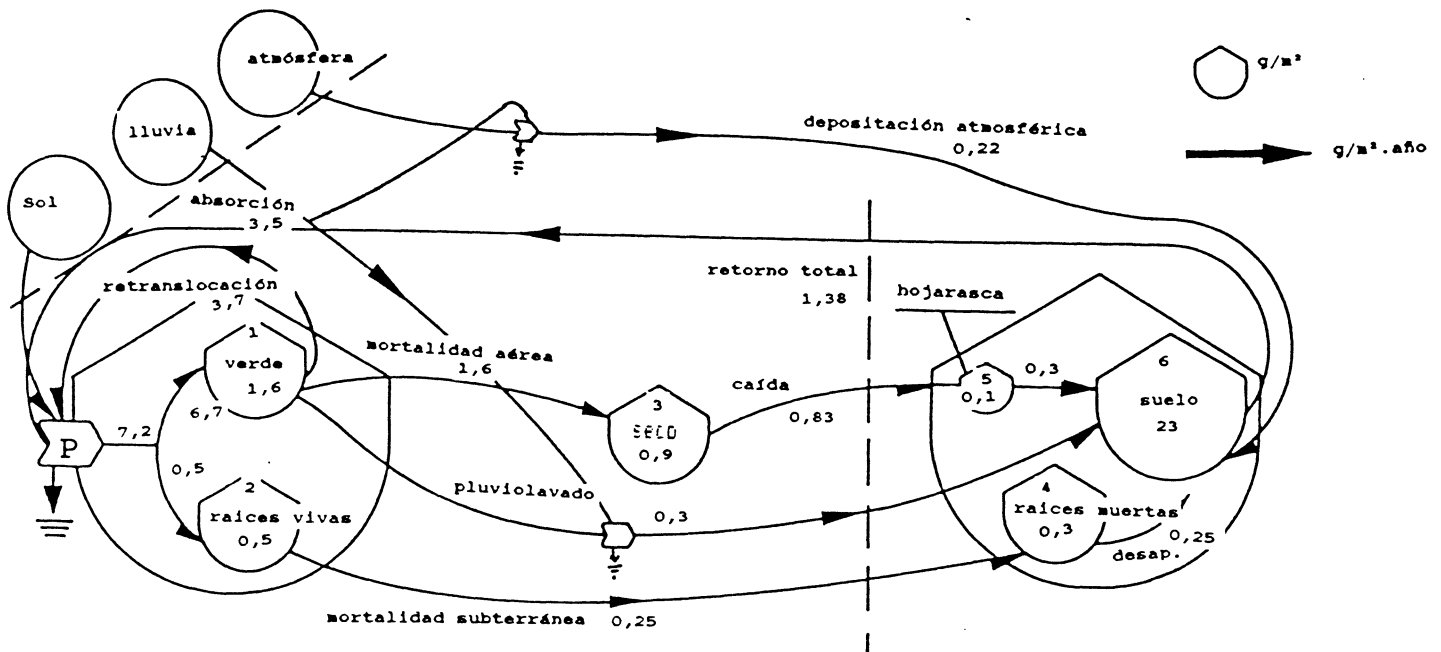 atmósfera
g/m²
lluvia
depositación atmosférica
0,22
g/m².año
Sol
absorción
3,5
retorno total
1,38
hojarasca
retranslocación
3,7
1
verde
1,6
mortalidad aérea
1,6
caída
0,83
5
0,1
0,3
6
suelo
23
6,7
3
SECO
0,9
P
7,2
0,5
2
raices vivas
0,5
pluviolavado
0,3
4
raices muertas
0,3
0,25
desap.
mortalidad subterránea 0,25